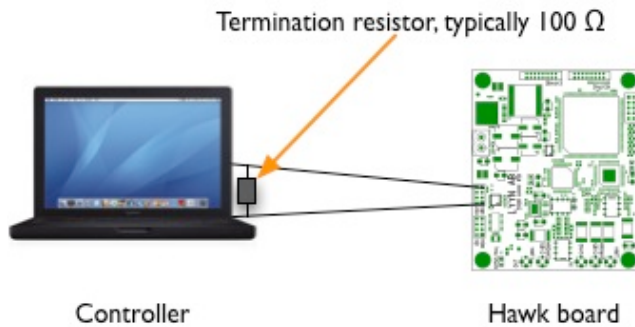 Termination resistor, typically 100 Ω
Controller
Hawk board